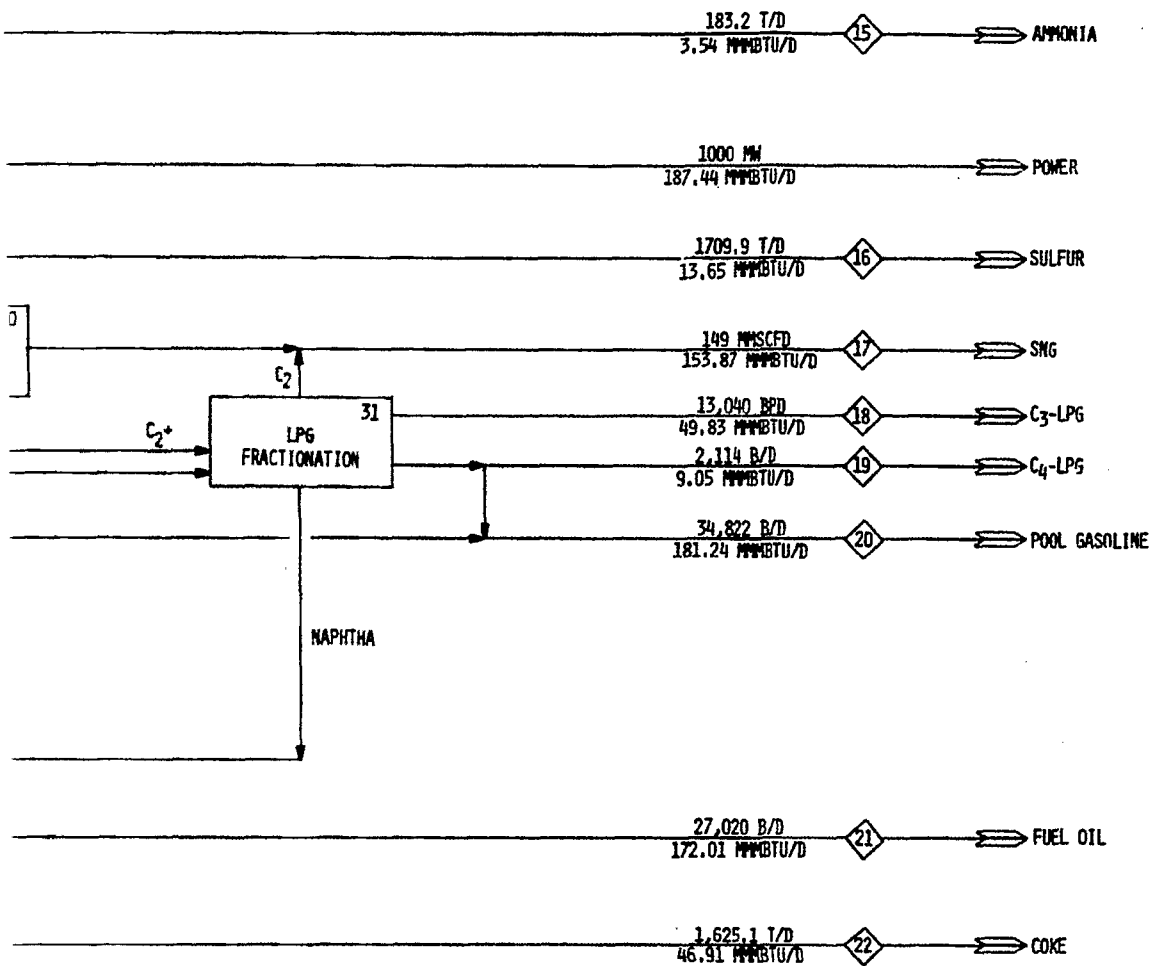 183.2 T/D
3.54 MMMBTU/D
15
AMMONIA
1000 MW
187.44 MMMBTU/D
POWER
1709.9 T/D
13.65 MMMBTU/D
16
SULFUR
149 MMSCFD
153.87 MMMBTU/D
17
SNG
C2
31
LPG
FRACTIONATION
C2+
13,040 BPD
49.83 MMMBTU/D
18
C3-LPG
2,114 B/D
9.05 MMMBTU/D
19
C4-LPG
34,822 B/D
181.24 MMMBTU/D
20
POOL GASOLINE
NAPHTHA
27,020 B/D
172.01 MMMBTU/D
21
FUEL OIL
1,625.1 T/D
46.91 MMMBTU/D
22
COKE